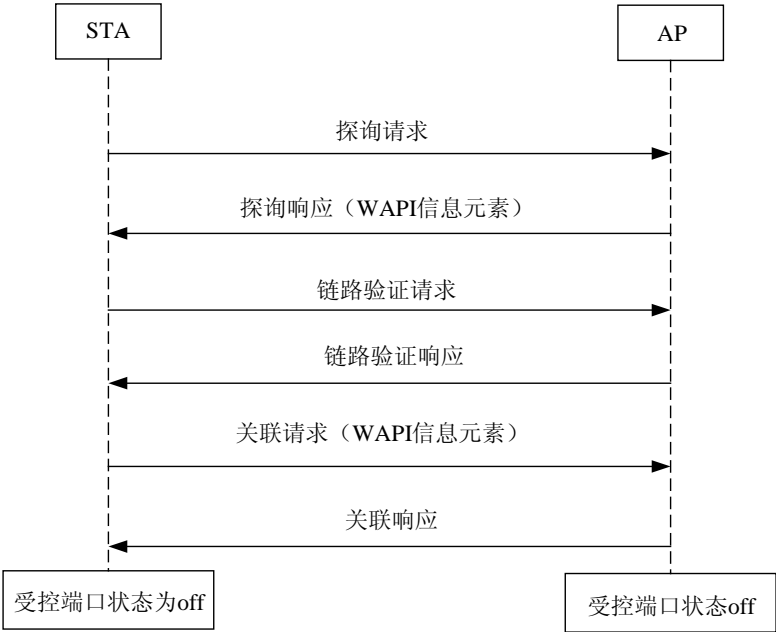 STA
AP
探询请求
探询响应（WAPI信息元素）
链路验证请求
链路验证响应
关联请求（WAPI信息元素）
关联响应
受控端口状态为off
受控端口状态off